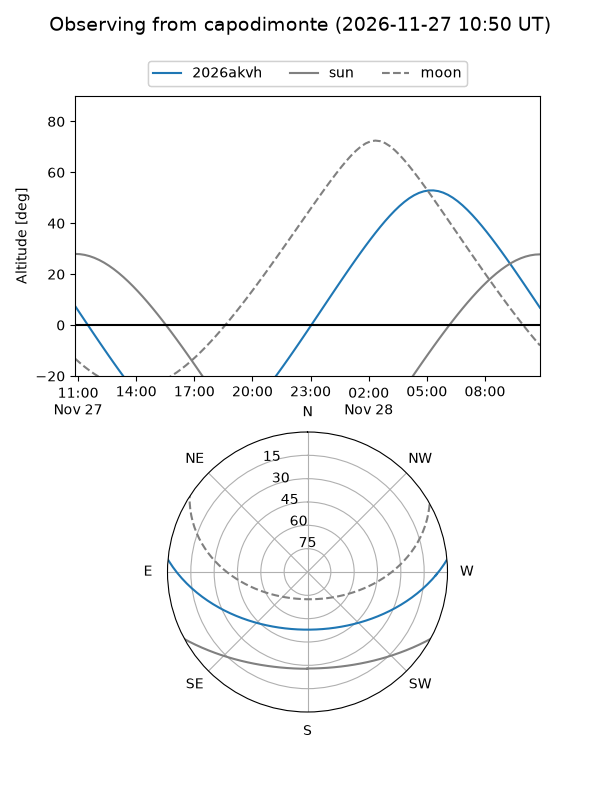 Observing from capodimonte (2026-11-27 10:50 UT)
2026akvh sun moon
80
60
40
20
0
−20
Altitude [deg]
11:00 14:00 17:00 20:00 23:00 02:00 05:00 08:00
Nov 27 Nov 28
N
NE NW
15
30
45
60
75
E W
SE SW
S